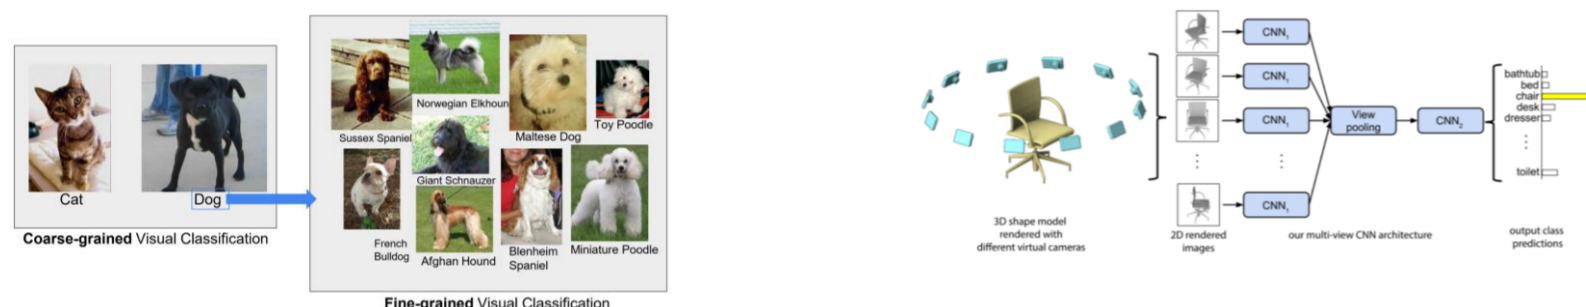 Cat
Dog
Coarse-grained Visual Classification
Sussex Spaniel
Norwegian Elkhoun
Maltese Dog
Toy Poodle
Giant Schnauzer
French
Bulldog
Afghan Hound
Blenheim
Spaniel
Miniature Poodle
Fine-grained Visual Classification
3D shape model
rendered with
different virtual cameras
2D rendered
images
CNN1
CNN1
CNN1
CNN1
View
pooling
CNN2
our multi-view CNN architecture
bathtub
bed
chair
desk
dresser
toilet
output class
predictions